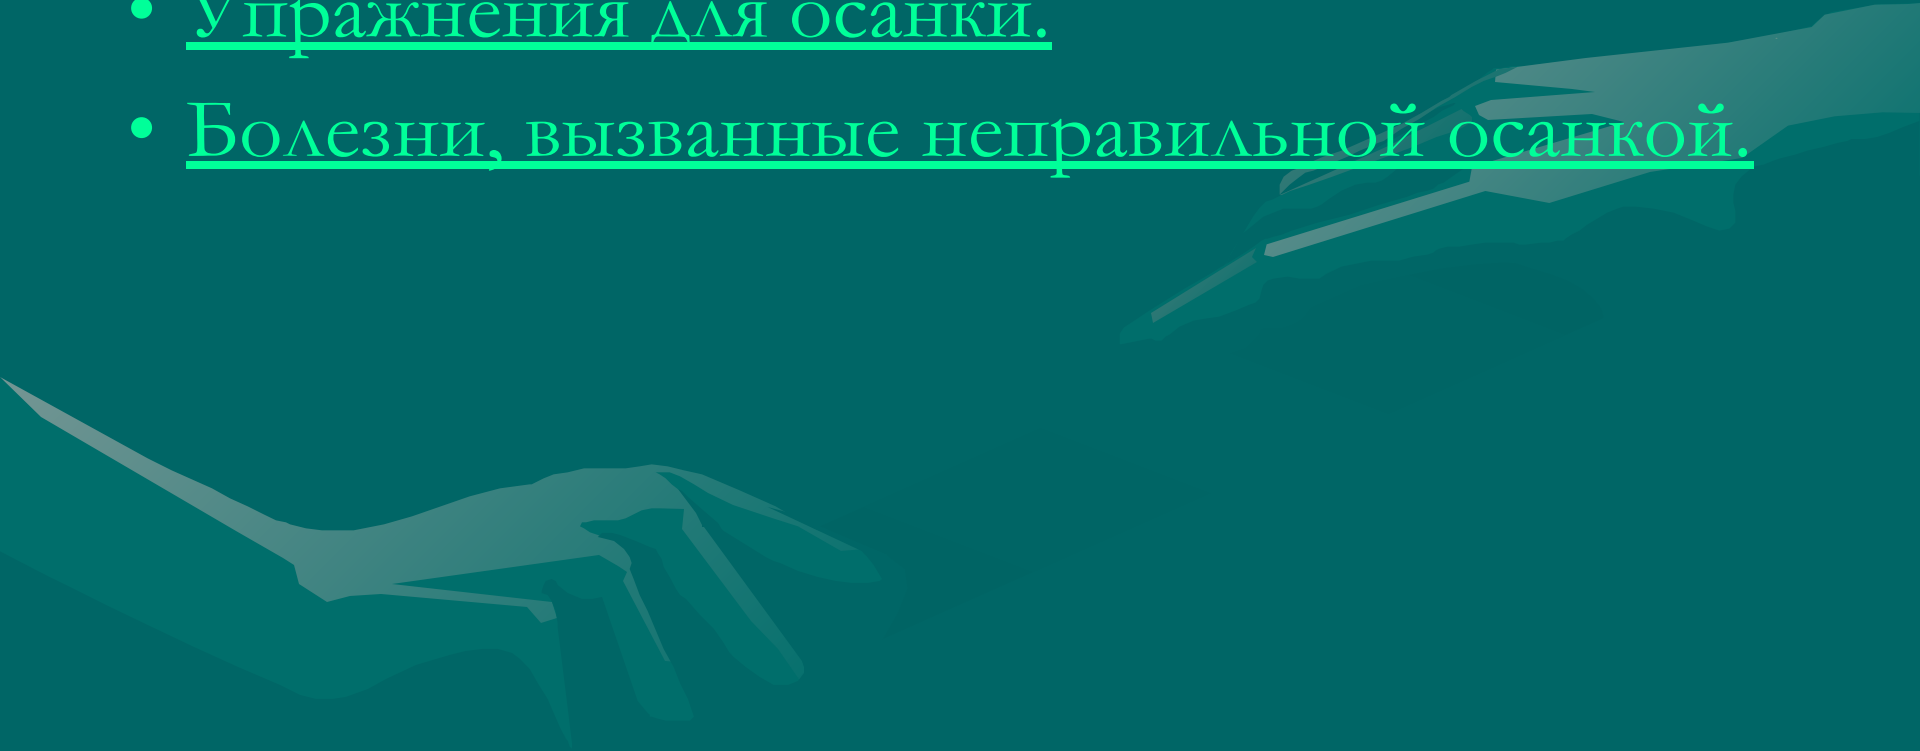 • Упражнения для осанки.
• Болезни, вызванные неправильной осанкой.